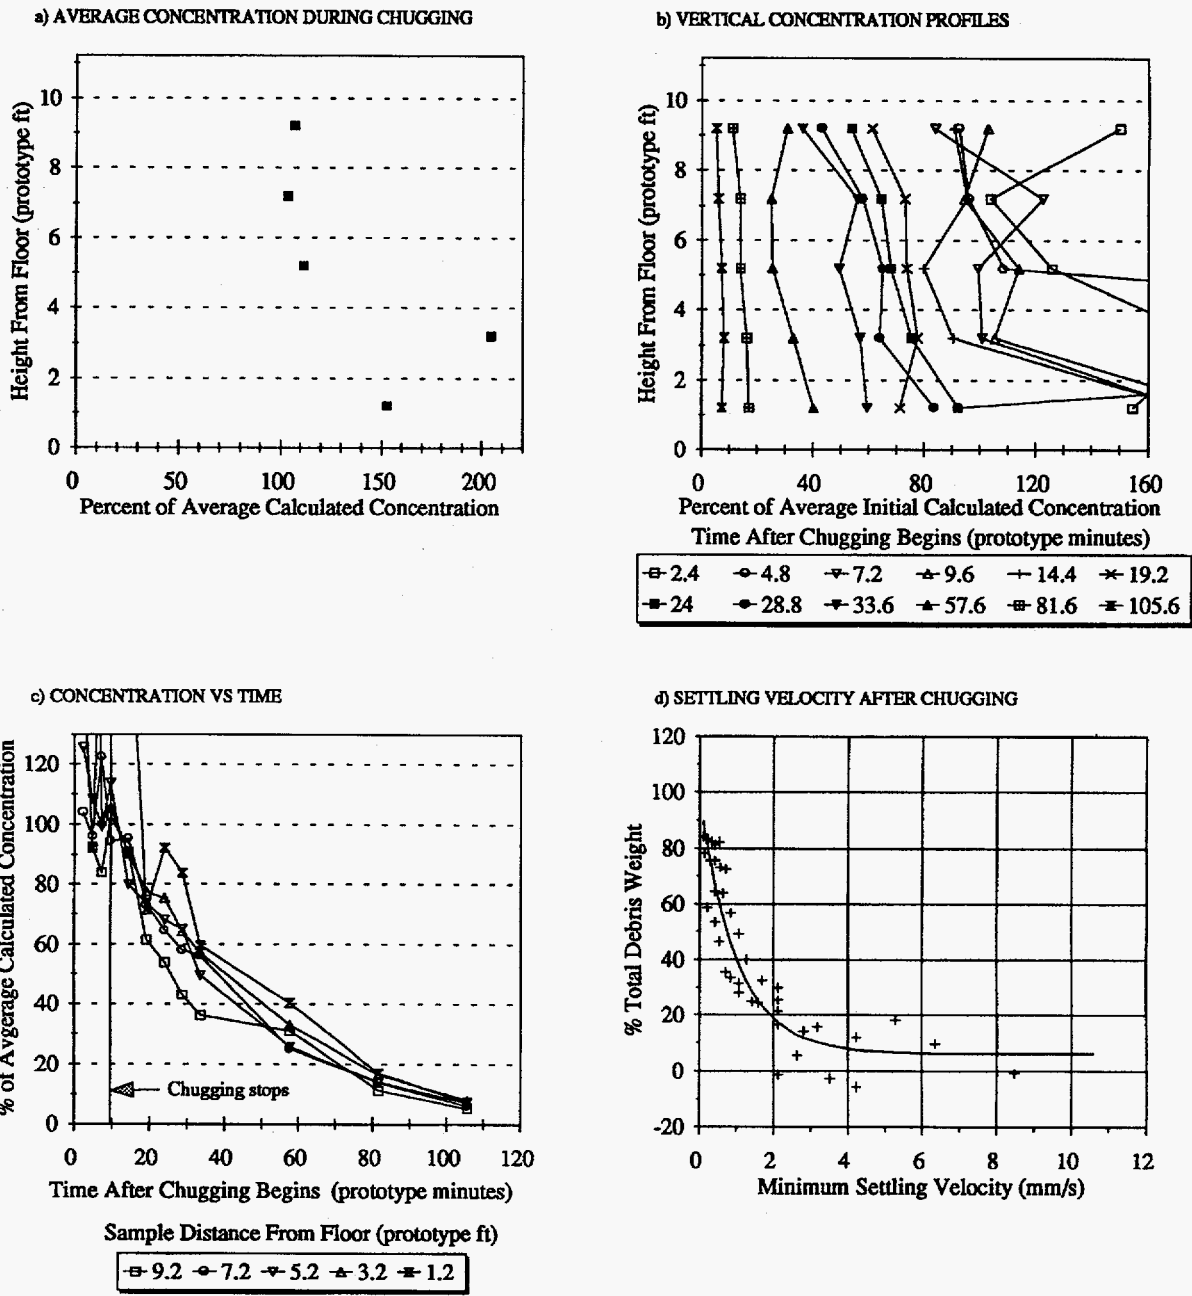 a) AVERAGE CONCENTRATION DURING CHUGGING
Height From Floor (prototype ft)
10
8
6
4
2
0
0 50 100 150 200
Percent of Average Calculated Concentration
b) VERTICAL CONCENTRATION PROFILES
Height From Floor (prototype ft)
10
8
6
4
2
0
0 40 80 120 160
Percent of Average Initial Calculated Concentration
Time After Chugging Begins (prototype minutes)
2.4 4.8 7.2 9.6 14.4 19.2
24 28.8 33.6 57.6 81.6 105.6
c) CONCENTRATION VS TIME
% of Avgerage Calculated Concentration
120
100
80
60
40
20
0
Chugging stops
0 20 40 60 80 100 120
Time After Chugging Begins (prototype minutes)
Sample Distance From Floor (prototype ft)
9.2 7.2 5.2 3.2 1.2
d) SETTLING VELOCITY AFTER CHUGGING
% Total Debris Weight
120
100
80
60
40
20
0
-20
0 2 4 6 8 10 12
Minimum Settling Velocity (mm/s)